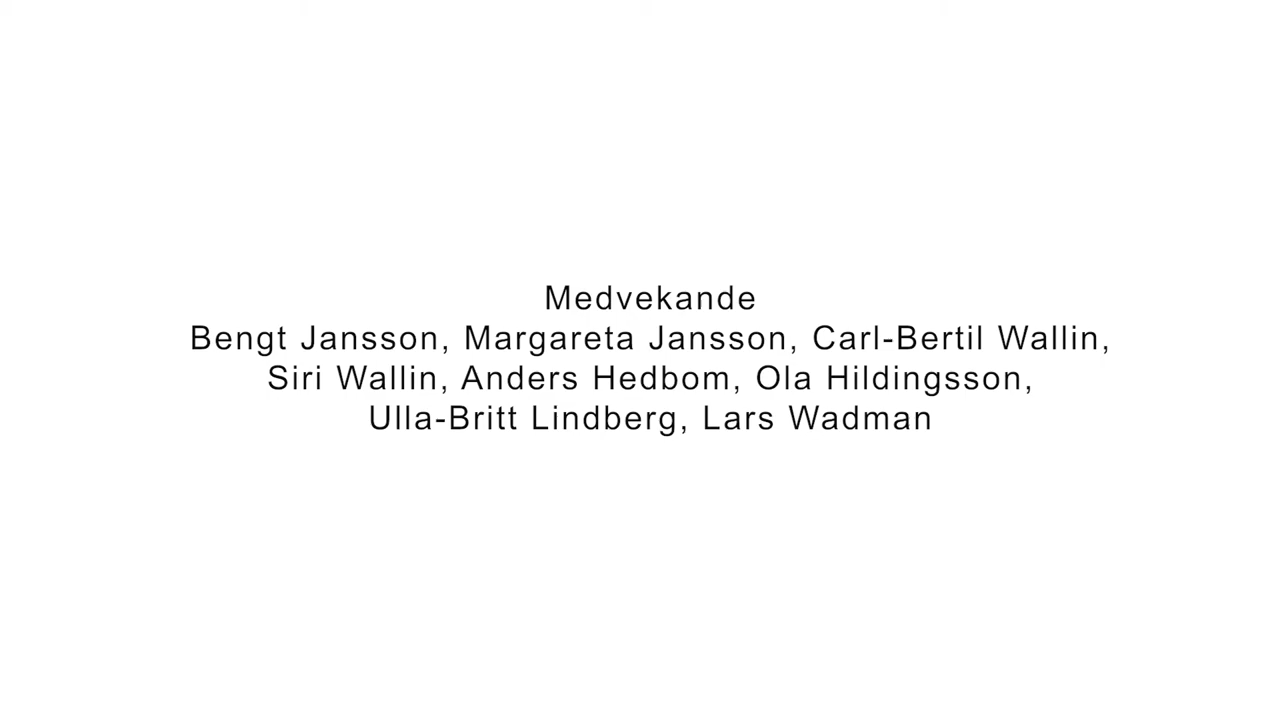 Medvekande
Bengt Jansson, Margareta Jansson, Carl-Bertil Wallin,
Siri Wallin, Anders Hedbom, Ola Hildingsson,
Ulla-Britt Lindberg, Lars Wadman